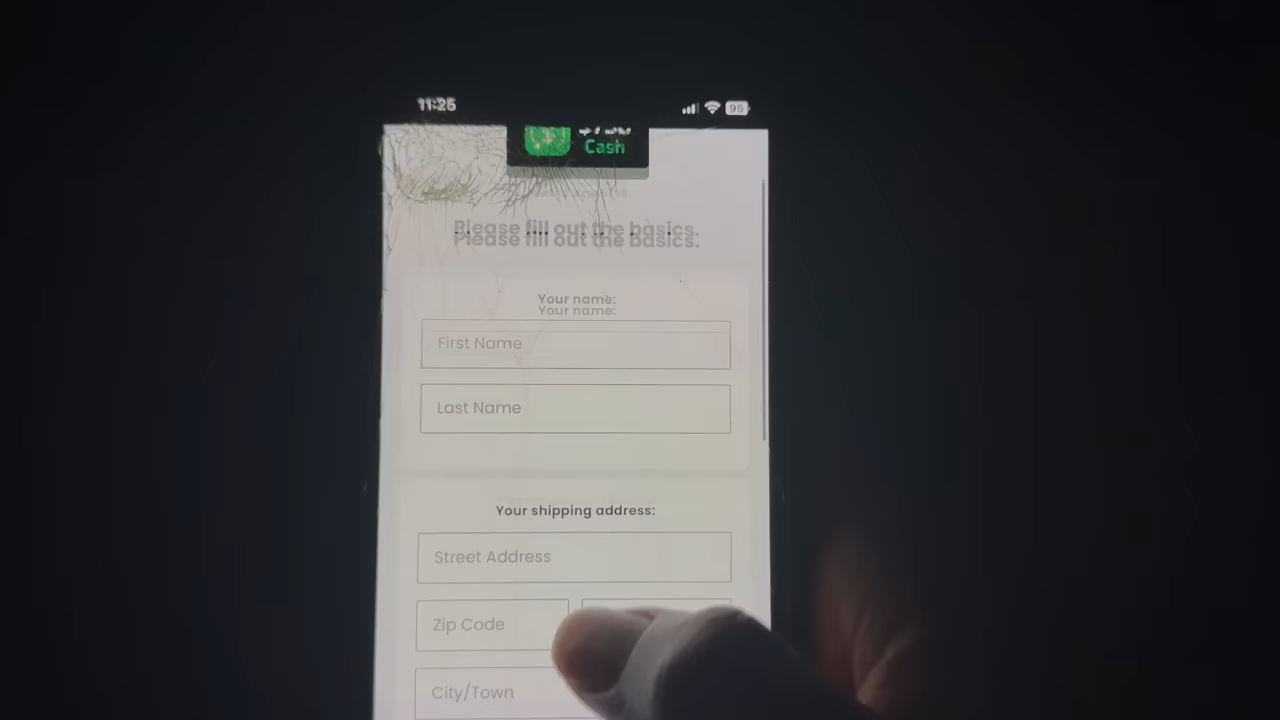 11:25
95
Cash
Please fill out the basics.
Please fill out the basics.
Your name:
Your name:
First Name
Last Name
Your shipping address:
Street Address
Zip Code
City/Town